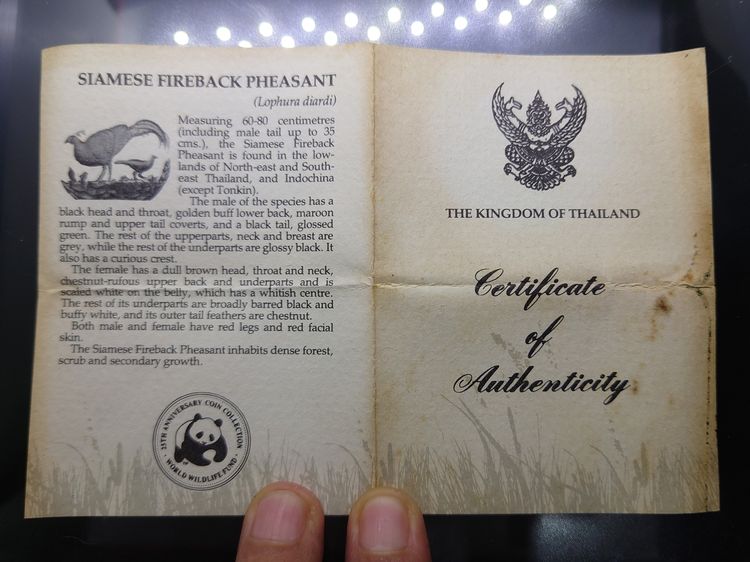 SIAMESE FIREBACK PHEASANT
(Lophura diardi)
Measuring 60-80 centimetres
(including male tail up to 35
cms.), the Siamese Fireback
Pheasant is found in the low-
lands of North-east and South-
east Thailand, and Indochina
(except Tonkin).
The male of the species has a
black head and throat, golden buff lower back, maroon
rump and upper tail coverts, and a black tail, glossed
green. The rest of the upperparts, neck and breast are
grey, while the rest of the underparts are glossy black. It
also has a curious crest.
The female has a dull brown head, throat and neck,
chestnut-rufous upper back and underparts and is
scaled white on the belly, which has a whitish centre.
The rest of its underparts are broadly barred black and
buffy white, and its outer tail feathers are chestnut.
Both male and female have red legs and red facial
skin.
The Siamese Fireback Pheasant inhabits dense forest,
scrub and secondary growth.
25TH ANNIVERSARY COIN COLLECTION
WORLD WILDLIFE FUND
THE KINGDOM OF THAILAND
Certificate
of
Authenticity